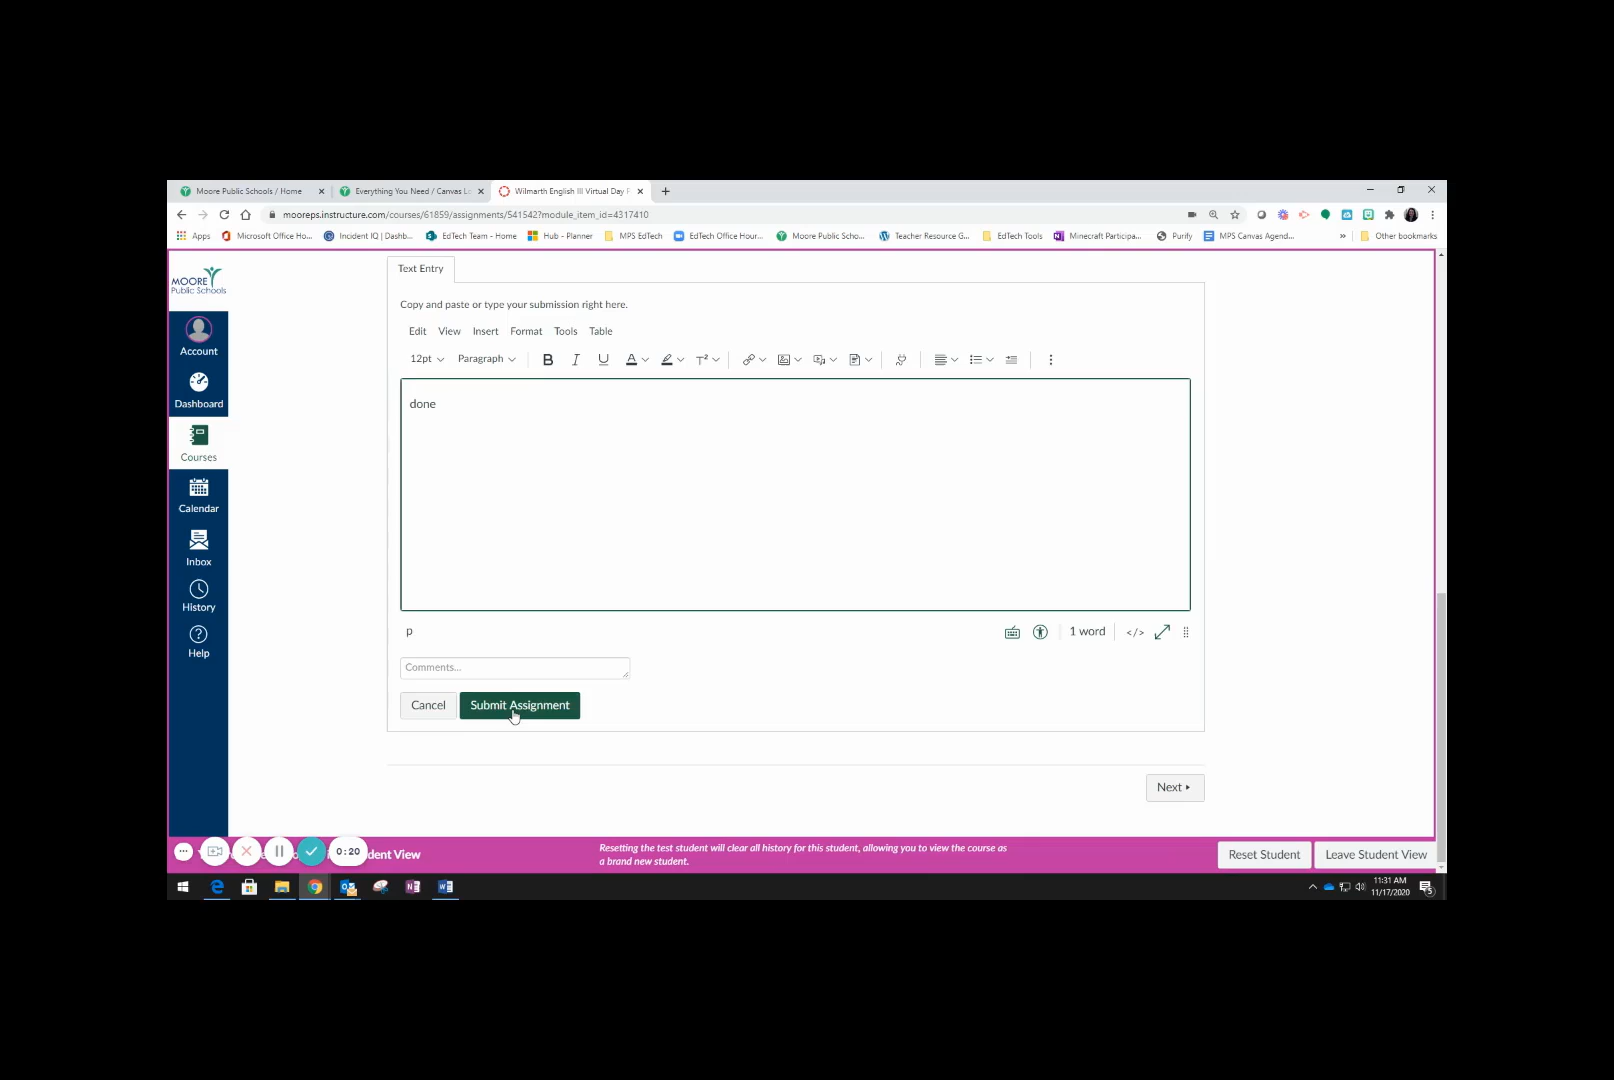 Moore Public Schools / Home
Everything You Need / Canvas Lo
Wilmarth English III Virtual Day F
mooreps.instructure.com/courses/61859/assignments/541542?module_item_id=4317410
Apps
Microsoft Office Ho...
Incident IQ | Dashb...
EdTech Team - Home
Hub - Planner
MPS EdTech
EdTech Office Hour...
Moore Public Scho...
Teacher Resource G...
EdTech Tools
Minecraft Participa...
Purify
MPS Canvas Agend...
Other bookmarks
MOORE
Public Schools
Account
Dashboard
Courses
Calendar
Inbox
History
Help
Text Entry
Copy and paste or type your submission right here.
Edit View Insert Format Tools Table
12pt Paragraph B I U A T²
done
p
1 word </>
Comments...
Cancel Submit Assignment
Next
0:20
dent View
Resetting the test student will clear all history for this student, allowing you to view the course as
a brand new student.
Reset Student Leave Student View
11:31 AM
11/17/2020
5